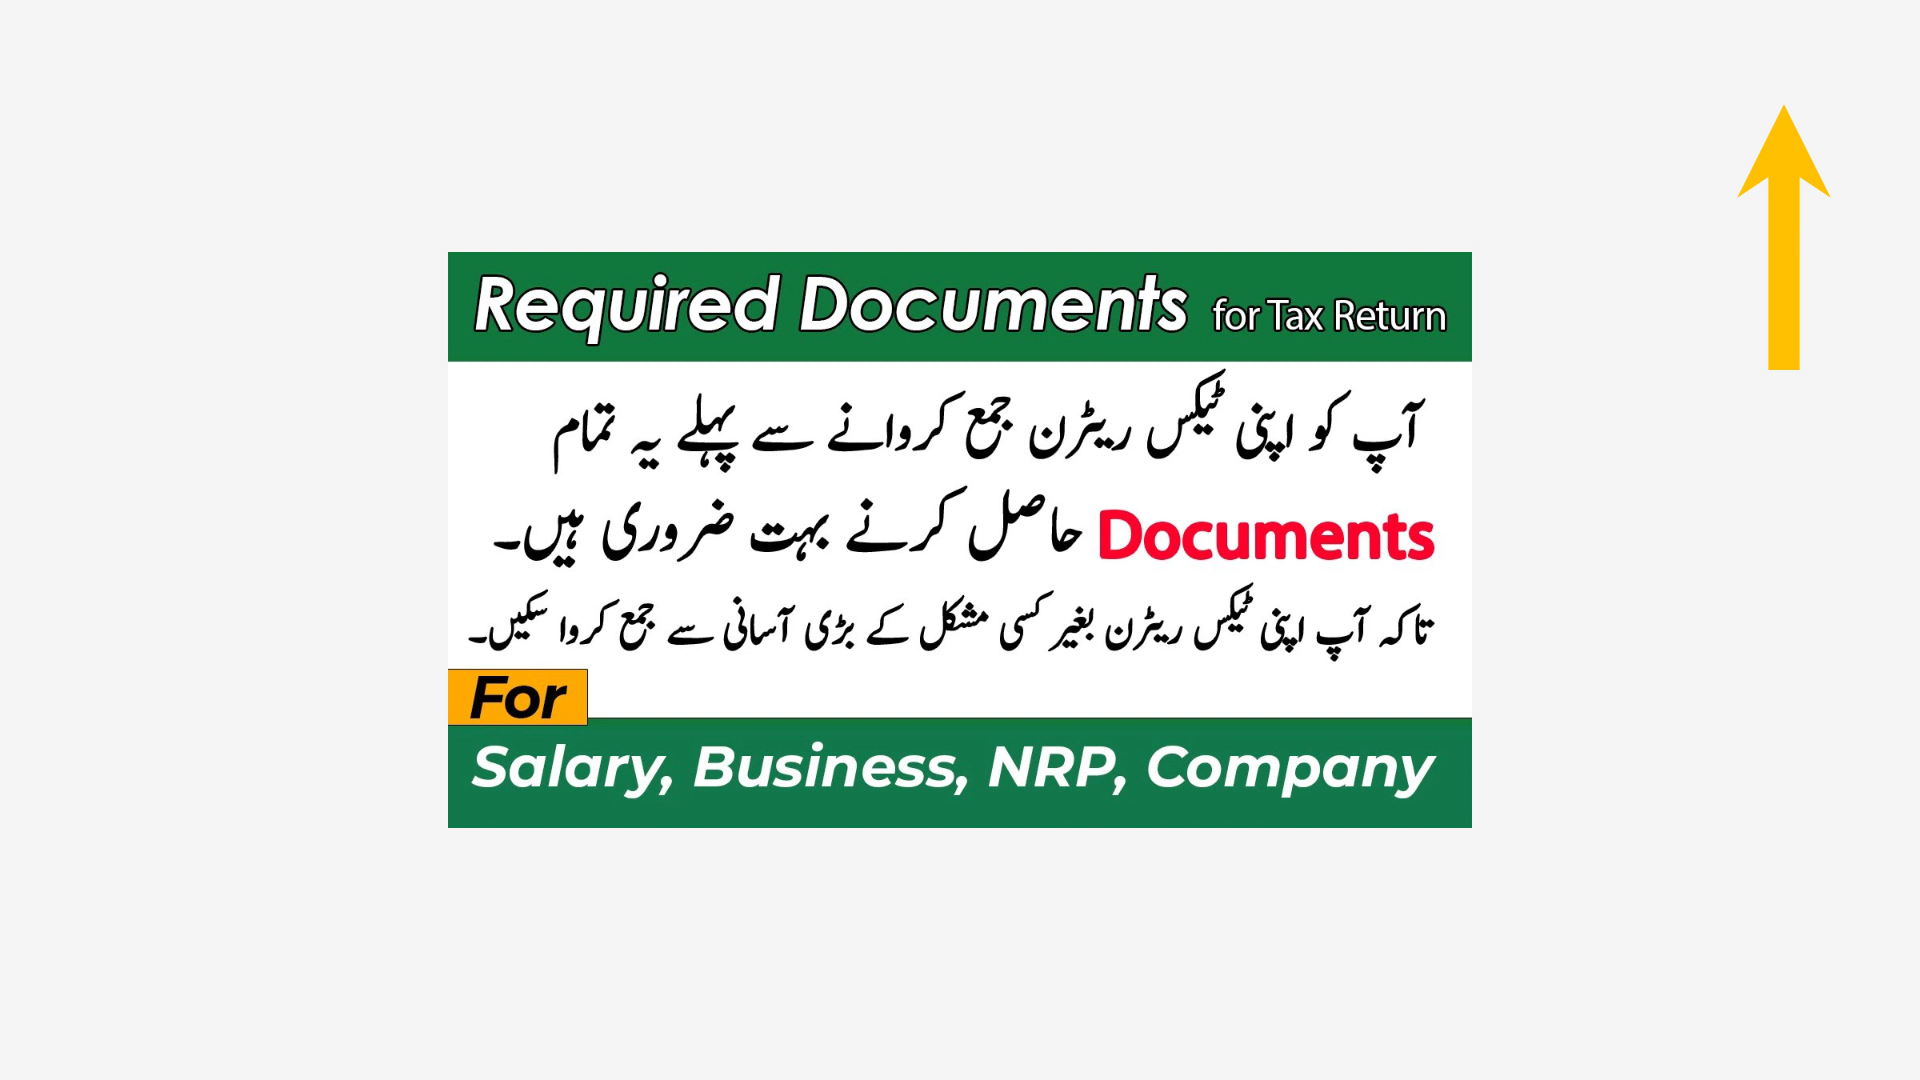 Required Documents for Tax Return
آپ کو اپنی ٹیکس ریٹرن جمع کروانے سے پہلے یہ تمام
Documents حاصل کرنے بہت ضروری ہیں۔
تاکہ آپ اپنی ٹیکس ریٹرن بغیر کسی مشکل کے بڑی آسانی سے جمع کروا سکیں۔
For
Salary, Business, NRP, Company